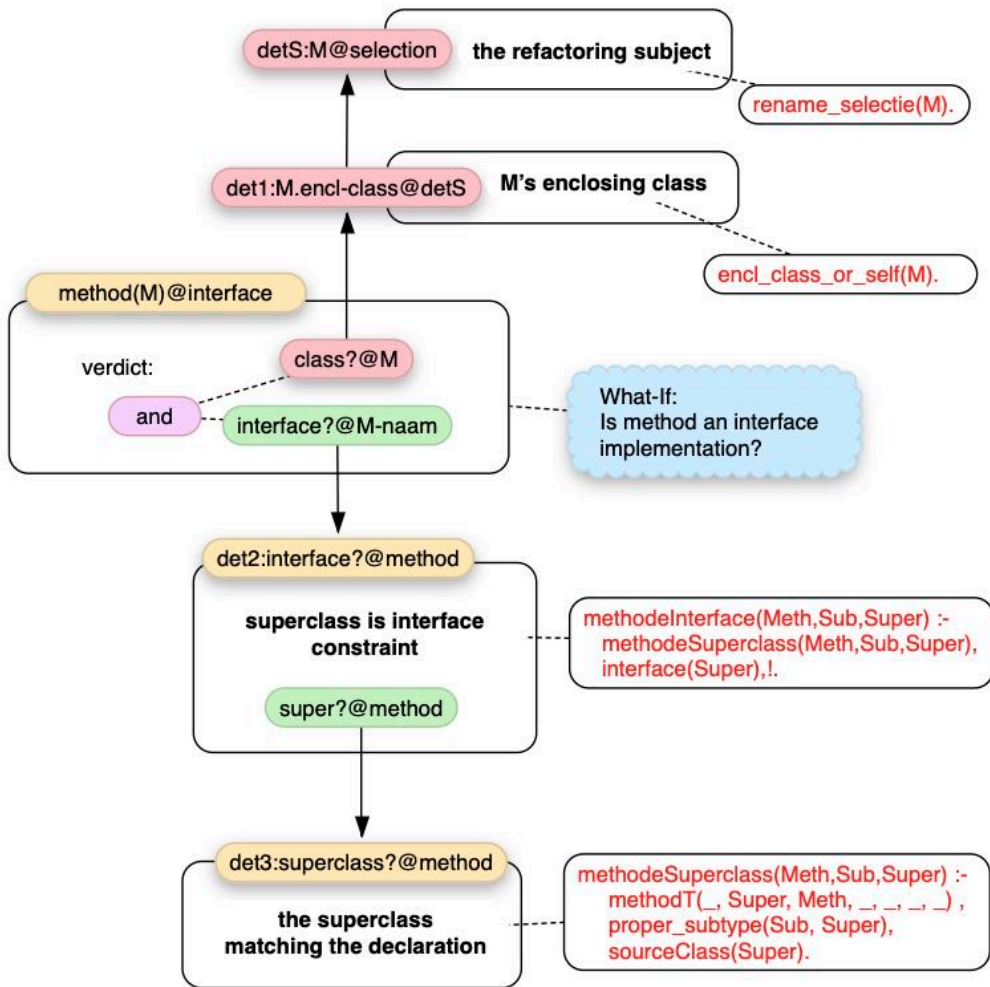 detS:M@selection
the refactoring subject
rename_selectie(M).
det1:M.encl-class@detS
M's enclosing class
encl_class_or_self(M).
method(M)@interface
verdict:
class?@M
and
interface?@M-naam
What-If:
Is method an interface
implementation?
det2:interface?@method
superclass is interface
constraint
super?@method
methodeInterface(Meth,Sub,Super) :-
methodeSuperclass(Meth,Sub,Super),
interface(Super),!.
det3:superclass?@method
the superclass
matching the declaration
methodeSuperclass(Meth,Sub,Super) :-
methodT(_, Super, Meth, _, _, _, _) ,
proper_subtype(Sub, Super),
sourceClass(Super).